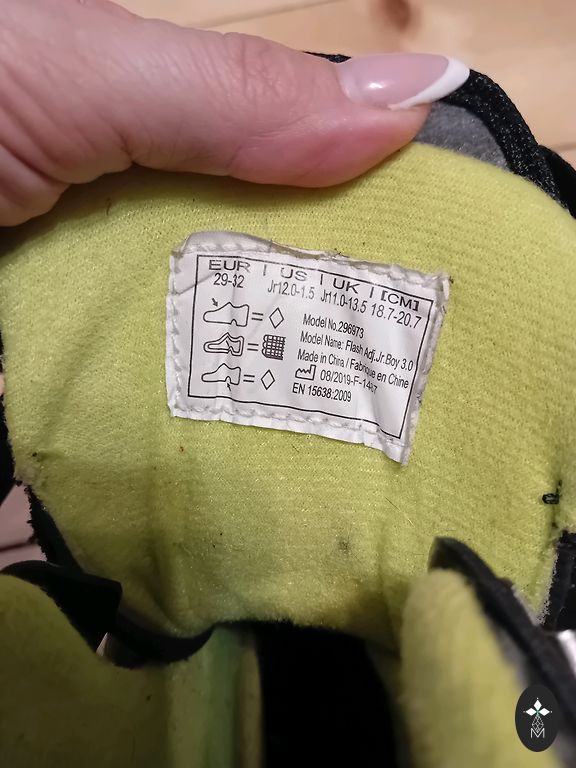 EUR | US | UK | [CM]
29-32 Jr12.0-1.5 Jr11.0-13.5 18.7-20.7
=
=
=
Model No.296973
Model Name: Flash Adj.Jr.Boy 3.0
Made in China / Fabriqué en Chine
08/2019-F-
EN 15638:2009
M